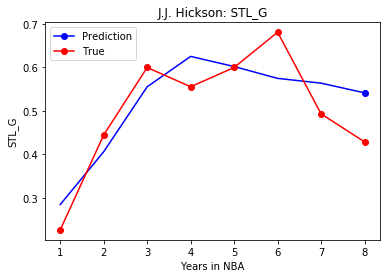 J.J. Hickson: STL_G
Prediction
True
STL_G
0.7
0.6
0.5
0.4
0.3
1 2 3 4 5 6 7 8
Years in NBA